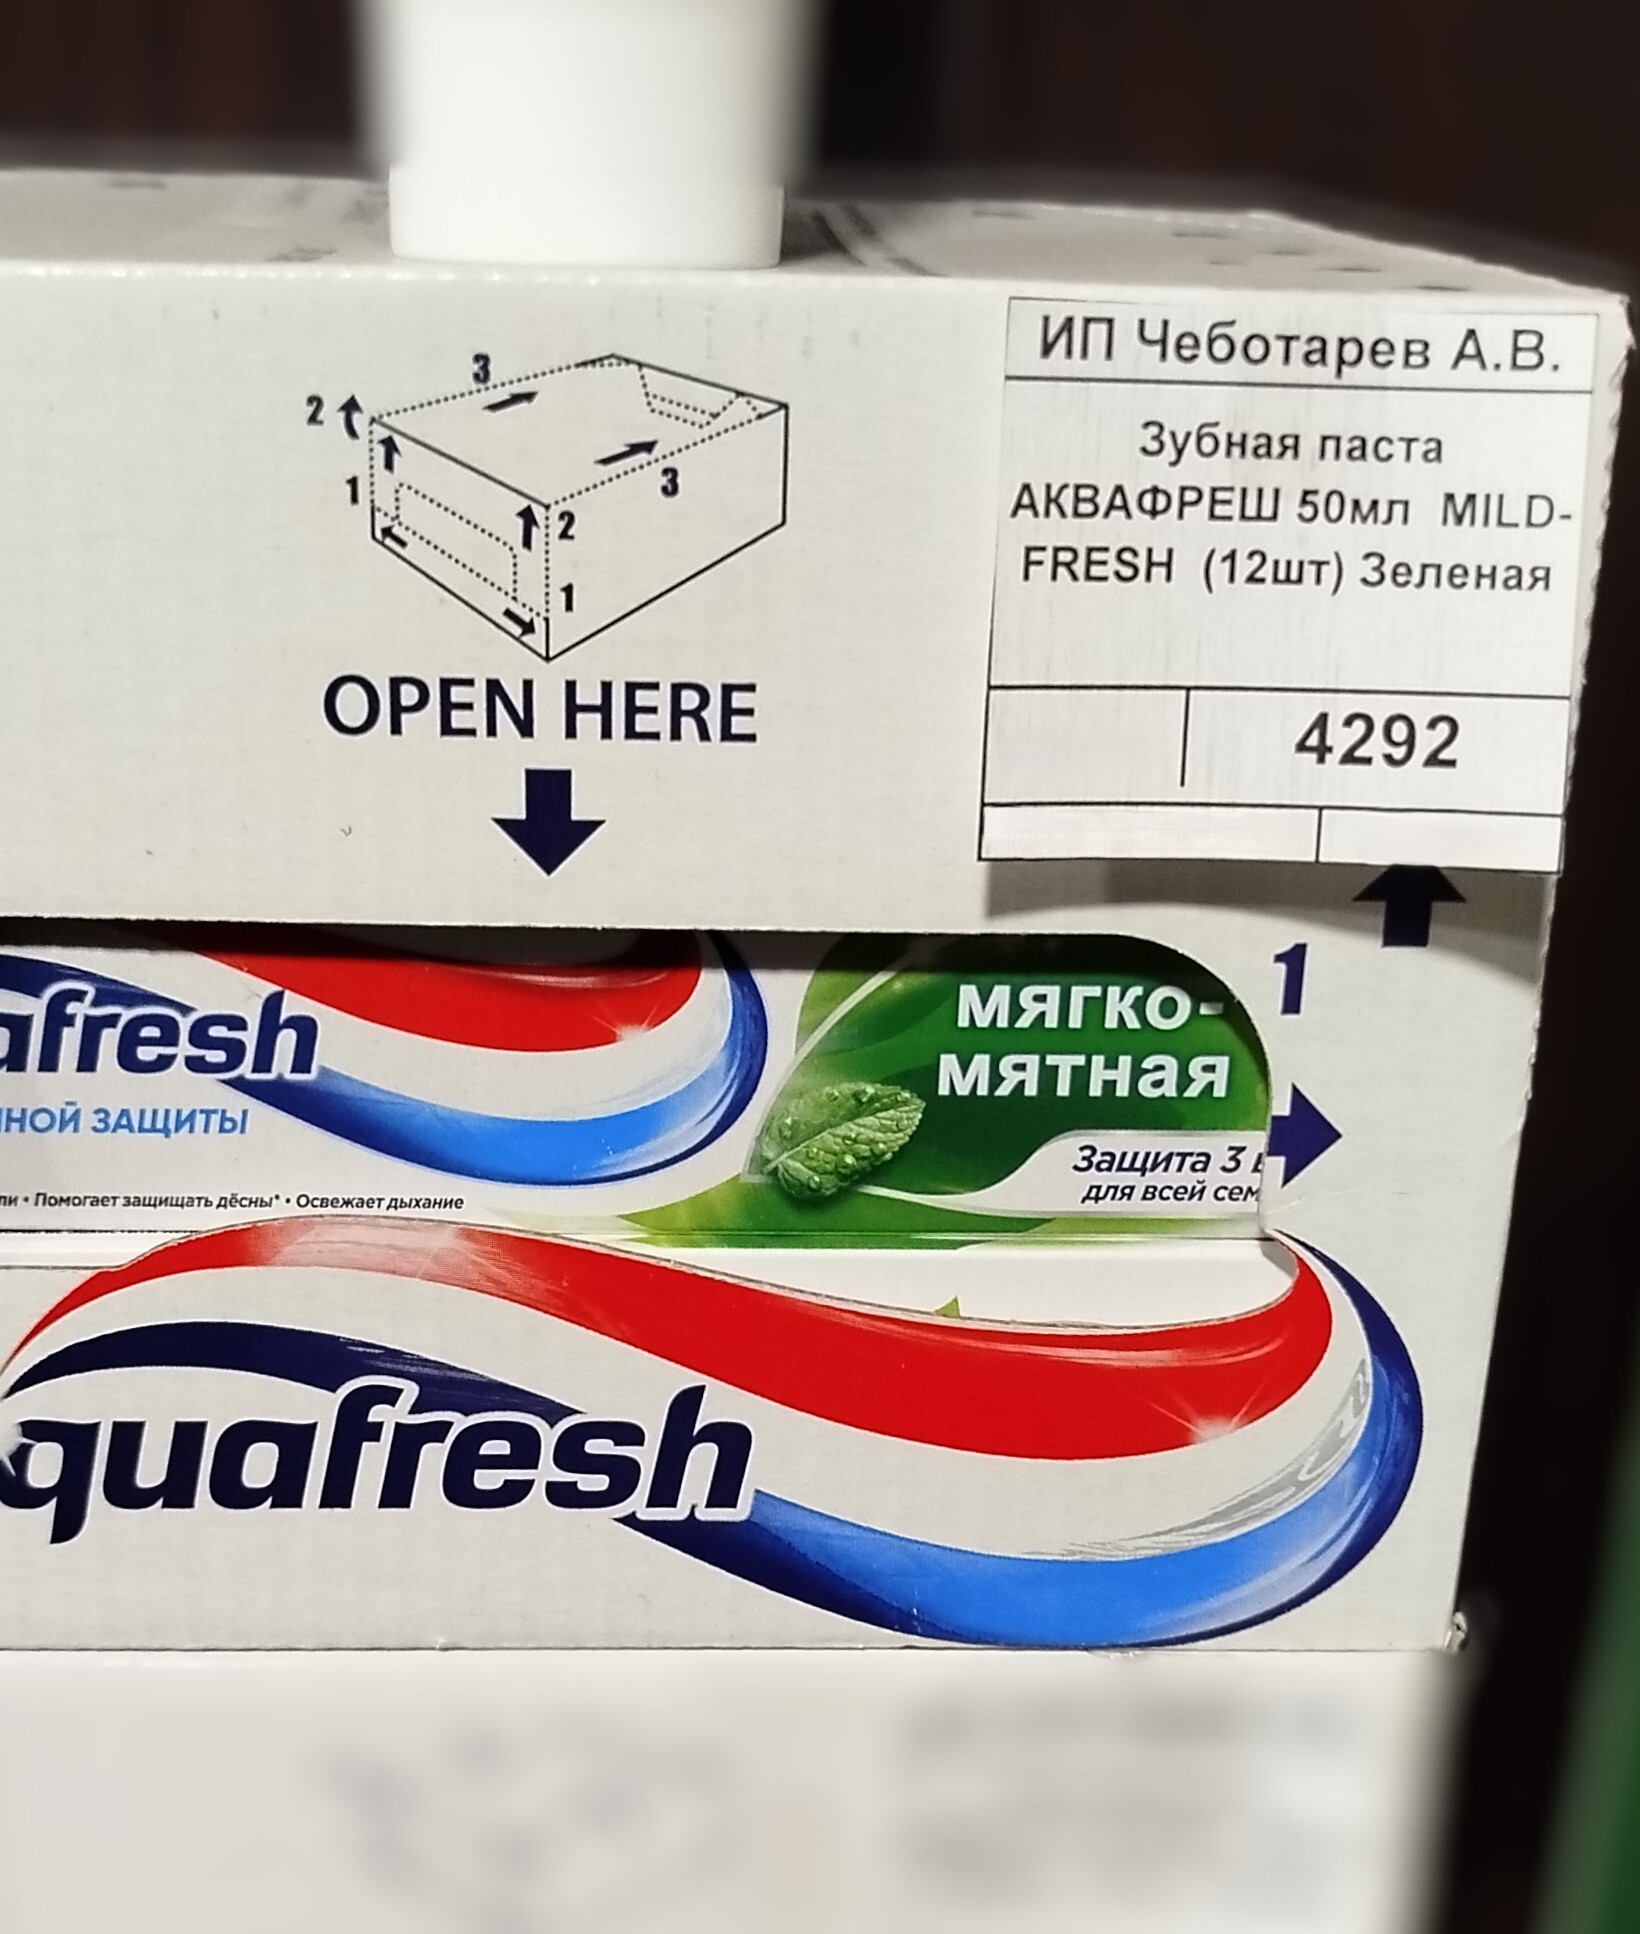 3
2
1
3
2
1
OPEN HERE
ИП Чеботарев А.В.
Зубная паста
АКВАФРЕШ 50мл MILD-
FRESH (12шт) Зеленая
4292
1
afresh
НОЙ ЗАЩИТЫ
Помогает защищать дёсны* • Освежает дыхание
МЯГКО-
МЯТНАЯ
Защита 3 в
для всей сем
quafresh